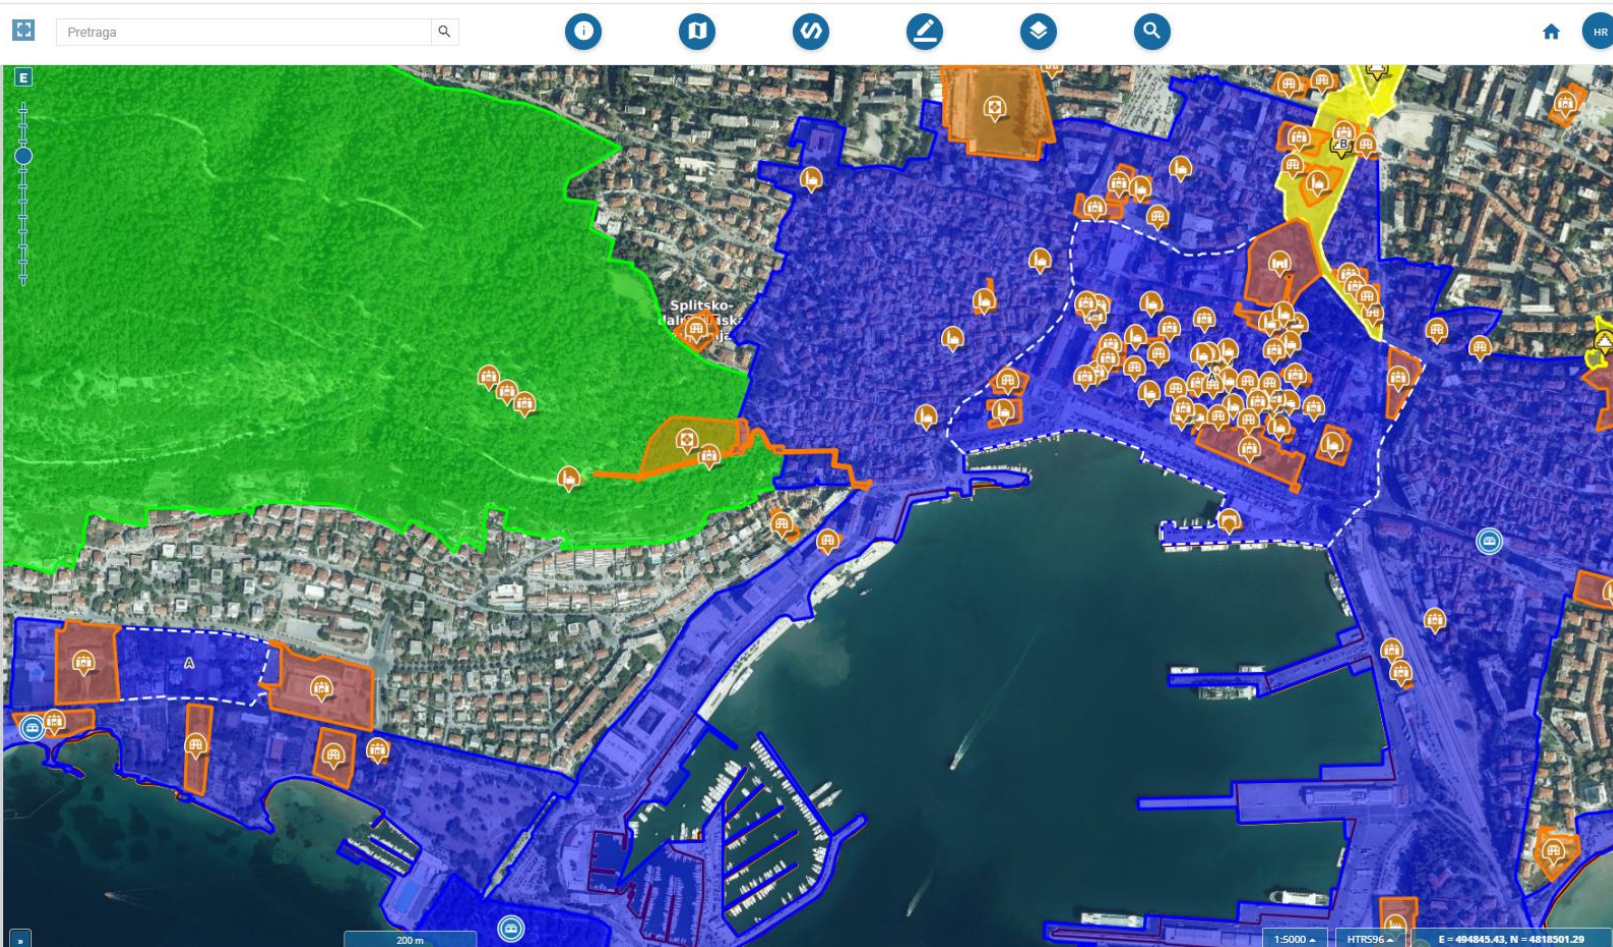 Pretraga
HR
E
B
Splitsko-
A
»
200 m
1:5000
HTRS96
E = 494845.43, N = 4818501.29